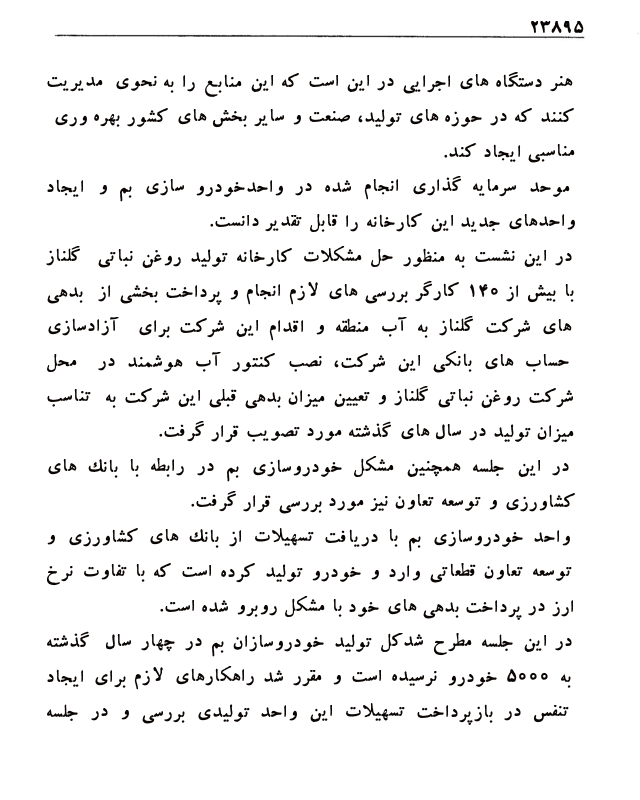 ۲۳۸۹۵
هنر دستگاه های اجرایی در این است که این منابع را به نحوی مدیریت
کنند که در حوزه های تولید، صنعت و سایر بخش های کشور بهره وری
مناسبی ایجاد کند.
موحد سرمایه گذاری انجام شده در واحدخودرو سازی بم و ایجاد
واحدهای جدید این کارخانه را قابل تقدیر دانست.
در این نشست به منظور حل مشکلات کارخانه تولید روغن نباتی گلناز
با بیش از ۱۴۰ کارگر بررسی های لازم انجام و پرداخت بخشی از بدهی
های شرکت گلناز به آب منطقه و اقدام این شرکت برای آزادسازی
حساب های بانکی این شرکت، نصب کنتور آب هوشمند در محل
شرکت روغن نباتی گلناز و تعیین میزان بدهی قبلی این شرکت به تناسب
میزان تولید در سال های گذشته مورد تصویب قرار گرفت.
در این جلسه همچنین مشکل خودروسازی بم در رابطه با بانك های
کشاورزی و توسعه تعاون نیز مورد بررسی قرار گرفت.
واحد خودروسازی بم با دریافت تسهیلات از بانك های کشاورزی و
توسعه تعاون قطعاتی وارد و خودرو تولید کرده است که با تفاوت نرخ
ارز در پرداخت بدهی های خود با مشکل روبرو شده است.
در این جلسه مطرح شدکل تولید خودروسازان بم در چهار سال گذشته
به ۵۰۰۰ خودرو نرسیده است و مقرر شد راهکارهای لازم برای ایجاد
تنفس در بازپرداخت تسهیلات این واحد تولیدی بررسی و در جلسه